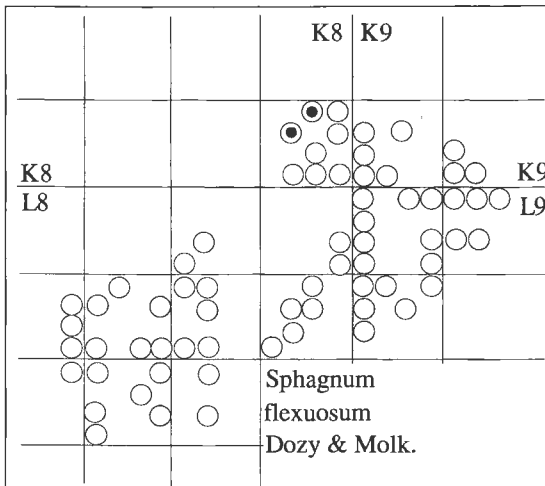 K8 K9
K8 K9
L8 L9
Sphagnum
flexuosum
Dozy & Molk.